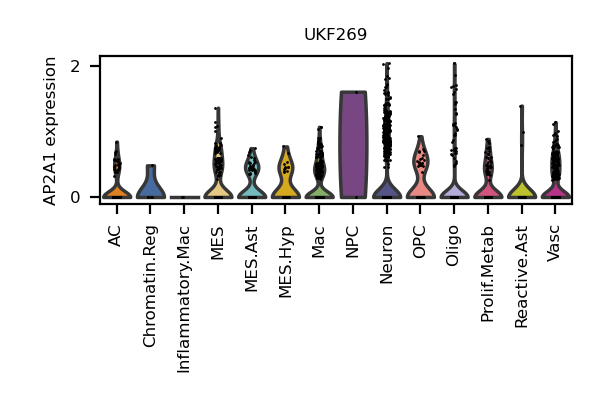 UKF269
AP2A1 expression
2
0
AC
Chromatin.Reg
Inflammatory.Mac
MES
MES.Ast
MES.Hyp
Mac
NPC
Neuron
OPC
Oligo
Prolif.Metab
Reactive.Ast
Vasc